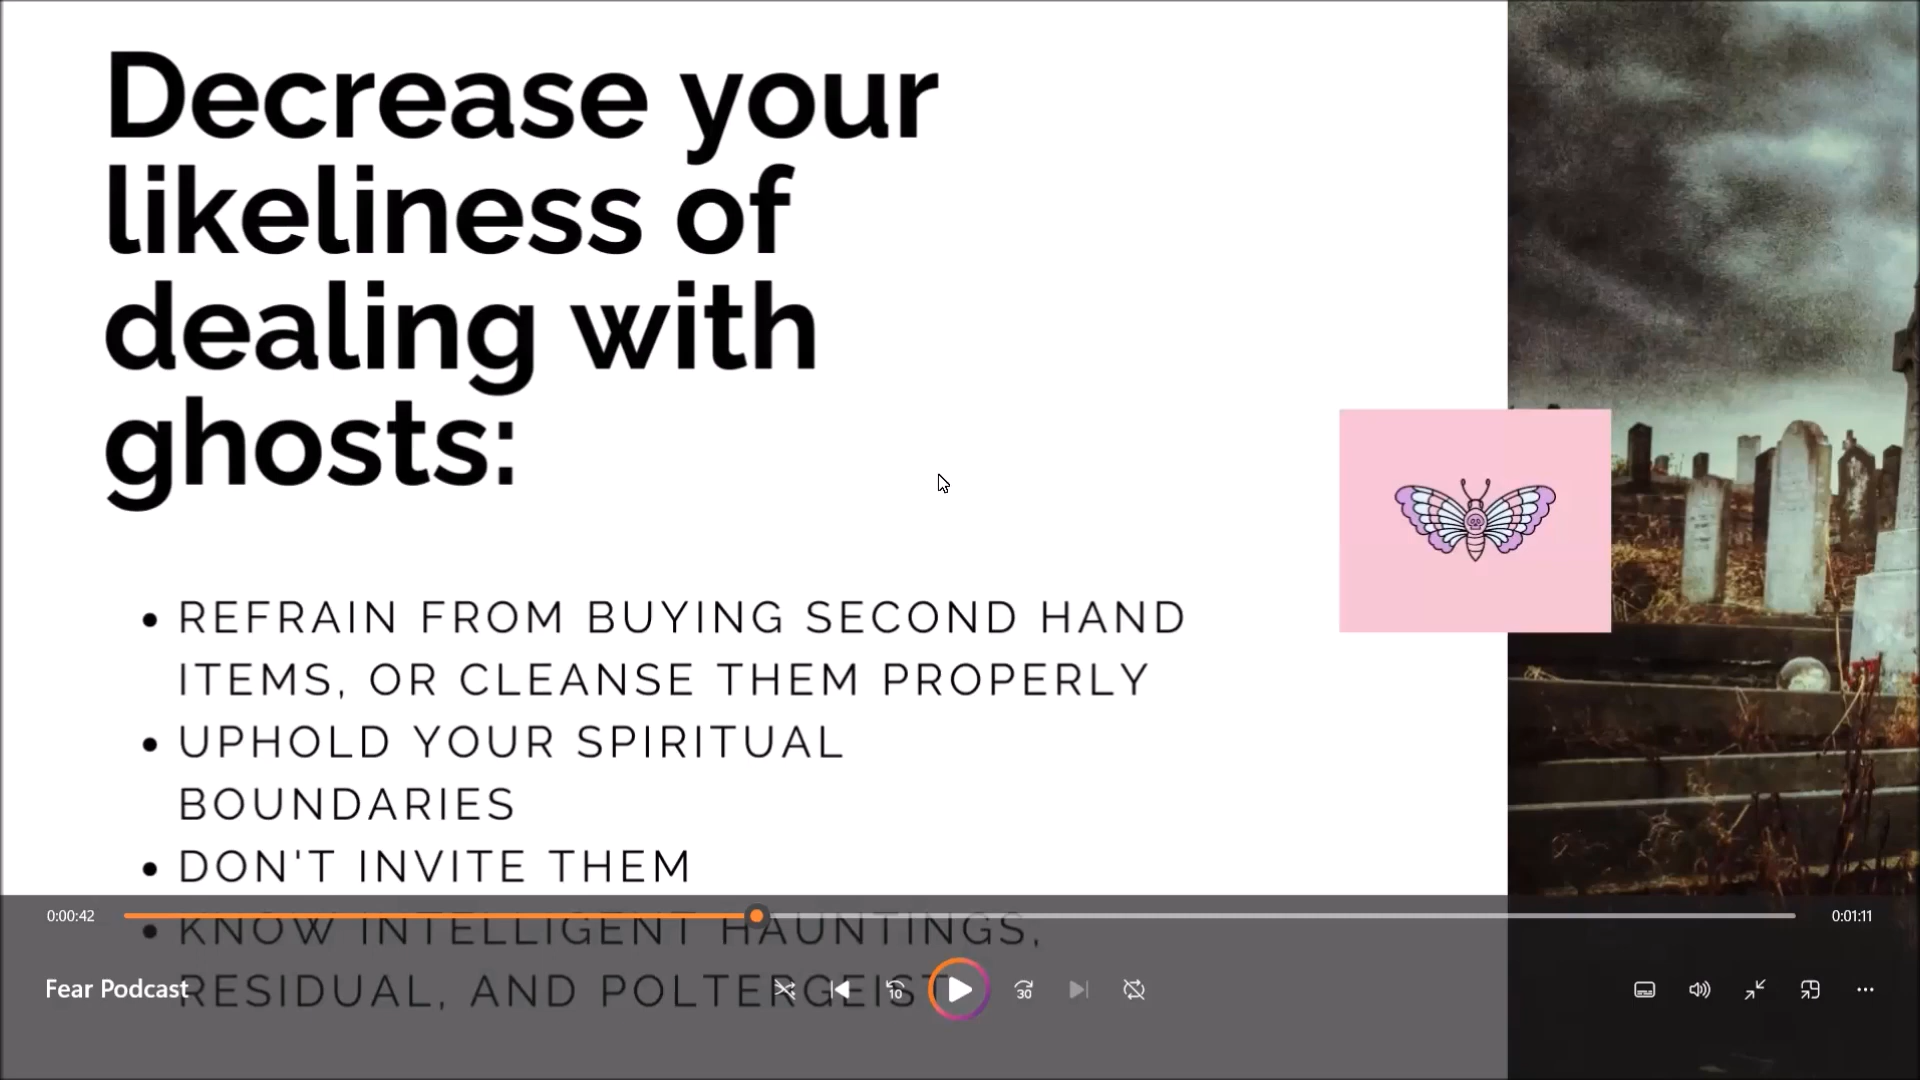 Decrease your
likeliness of
dealing with
ghosts:
• REFRAIN FROM BUYING SECOND HAND
ITEMS, OR CLEANSE THEM PROPERLY
• UPHOLD YOUR SPIRITUAL
BOUNDARIES
• DON'T INVITE THEM
0:00:42
0:01:11
• KNOW INTELLIGENT HAUNTINGS,
RESIDUAL, AND POLTERGEIST
Fear Podcast
10
30